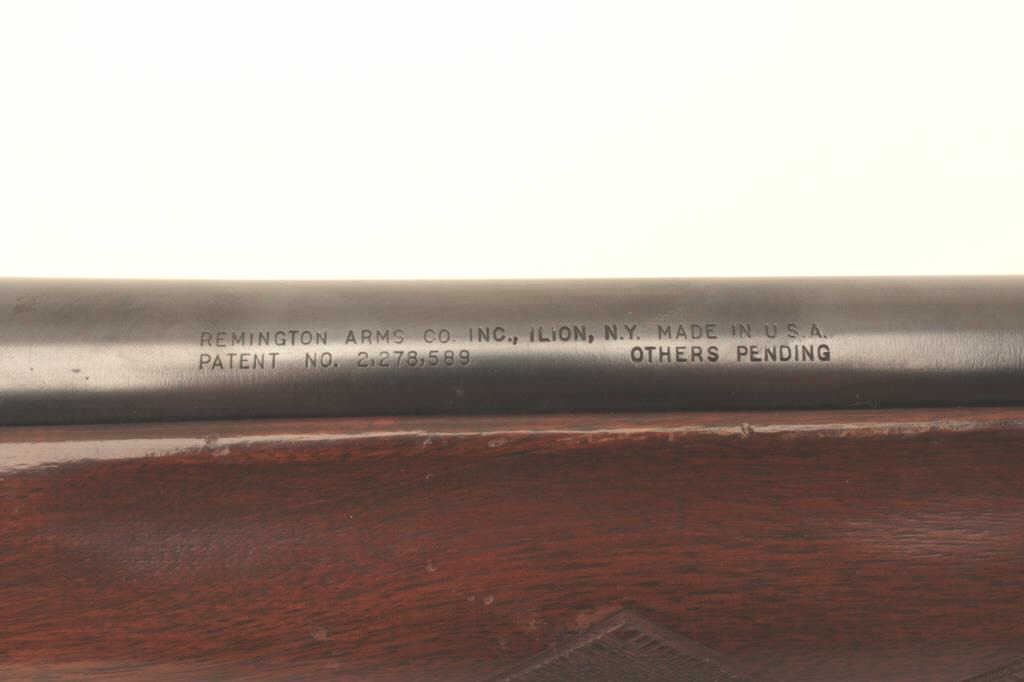 REMINGTON ARMS CO. INC., ILION, N.Y. MADE IN U.S.A.
PATENT NO. 2,278,589 OTHERS PENDING